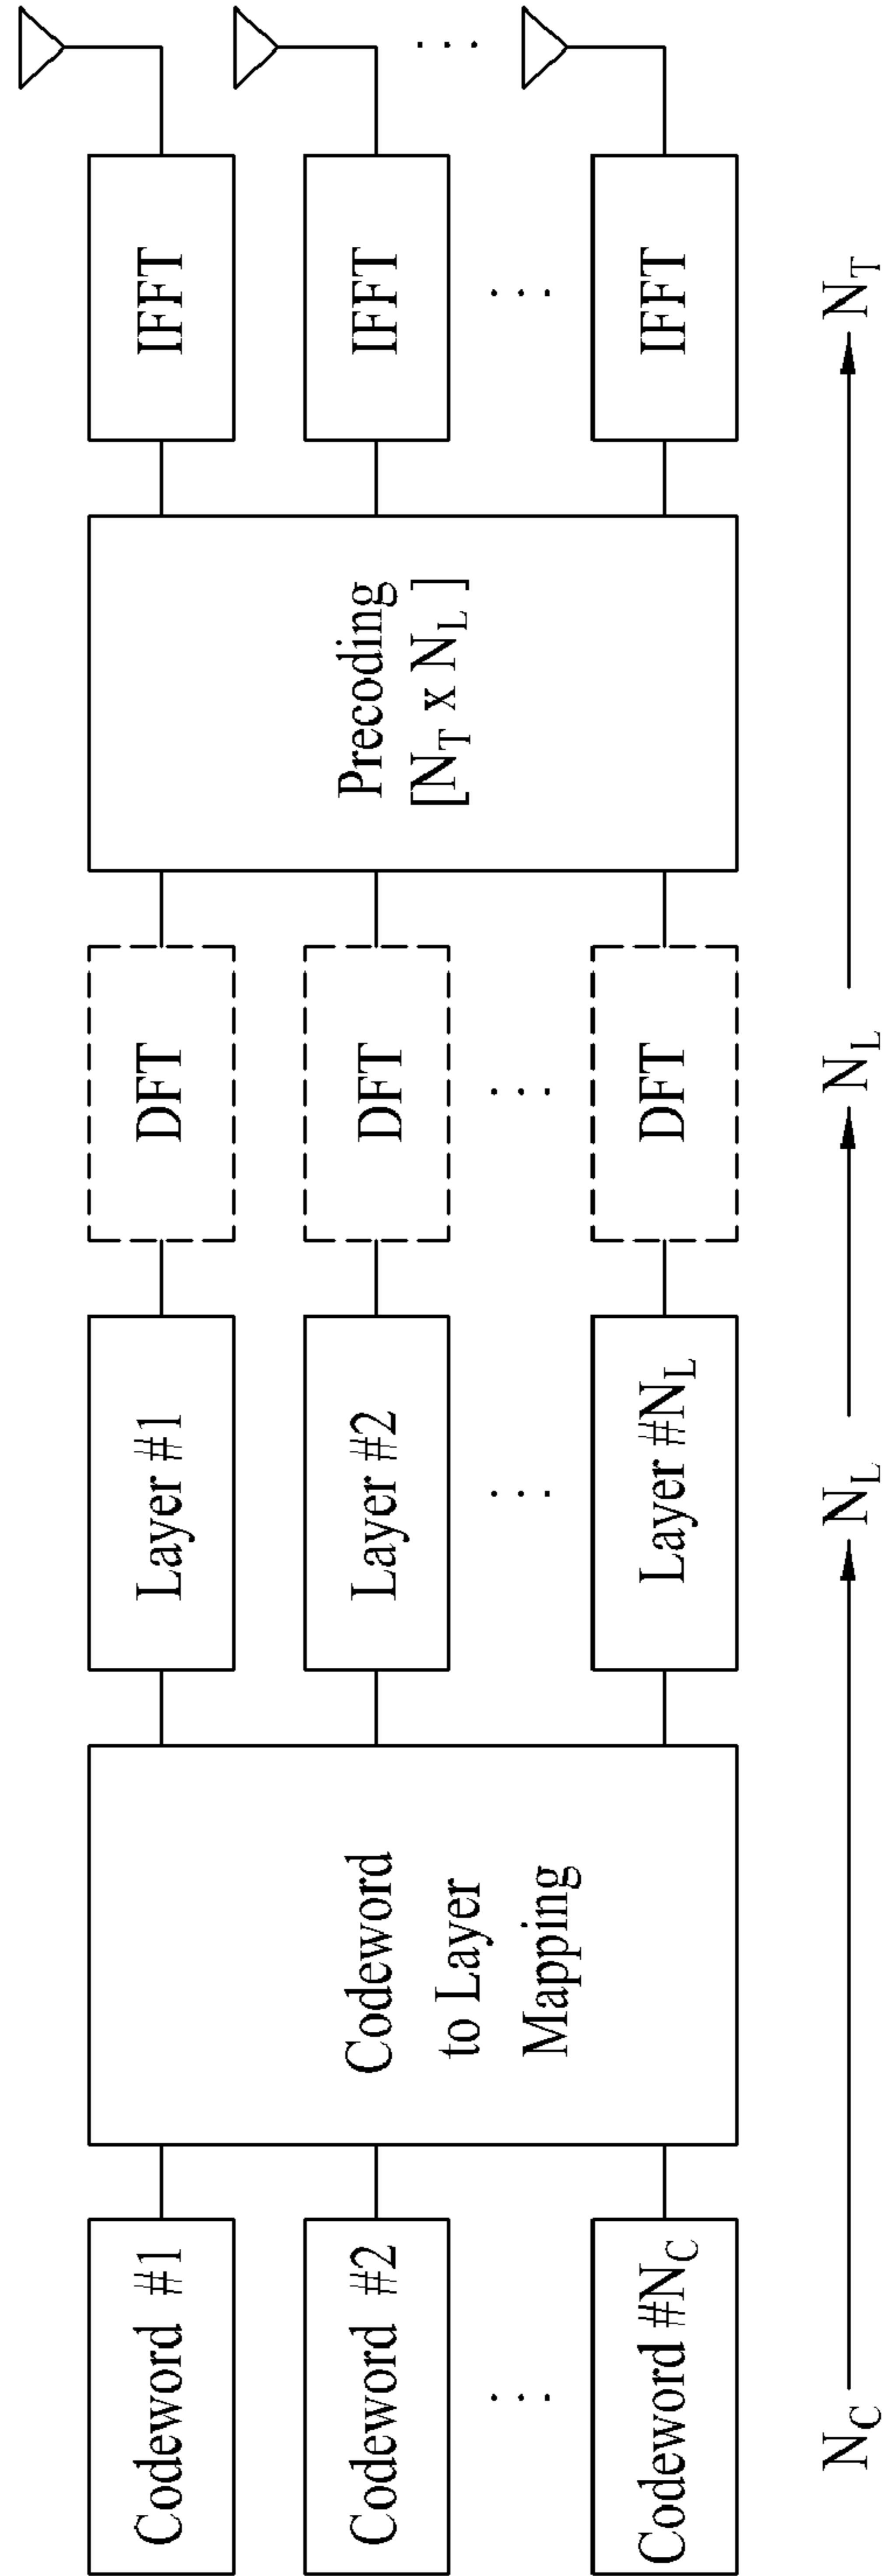 Codeword #1
Codeword #2
...
Codeword #N_C
Codeword
to Layer
Mapping
Layer #1
Layer #2
...
Layer #N_L
DFT
DFT
...
DFT
Precoding
[N_T x N_L]
IFFT
IFFT
...
IFFT
...
N_C
N_L
N_L
N_T